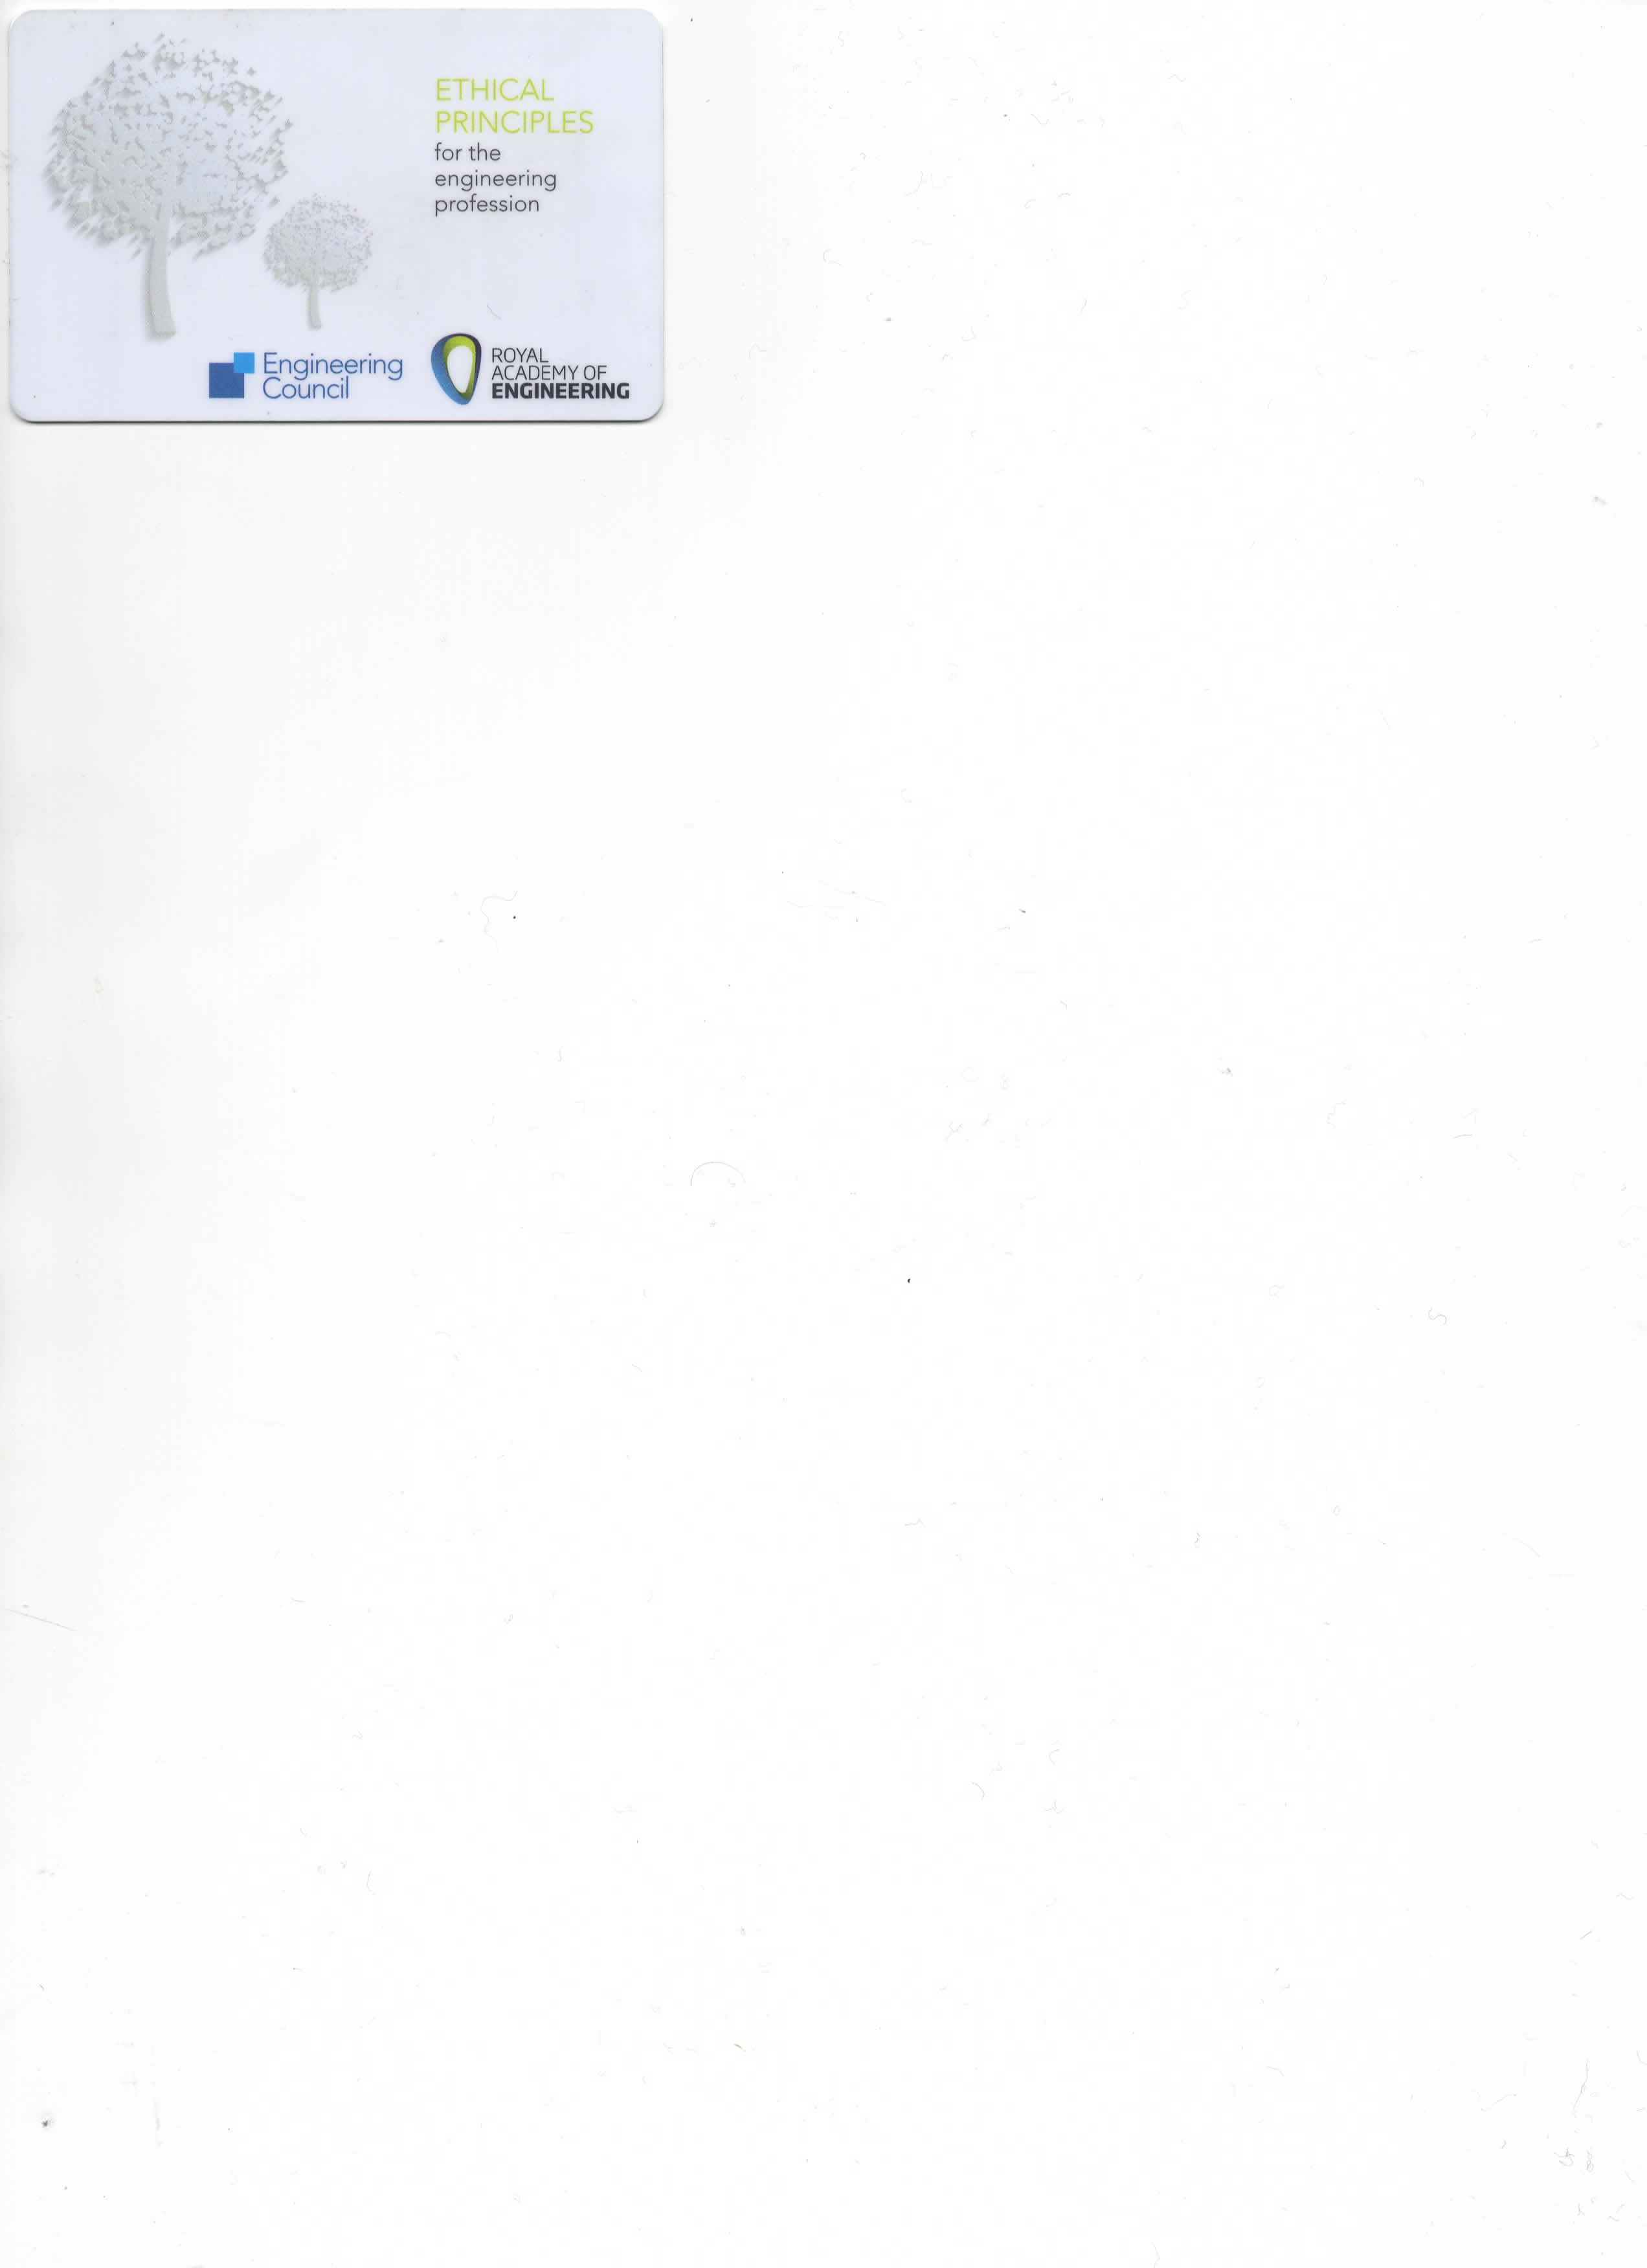 ETHICAL
PRINCIPLES
for the
engineering
profession
Engineering
Council
ROYAL
ACADEMY OF
ENGINEERING